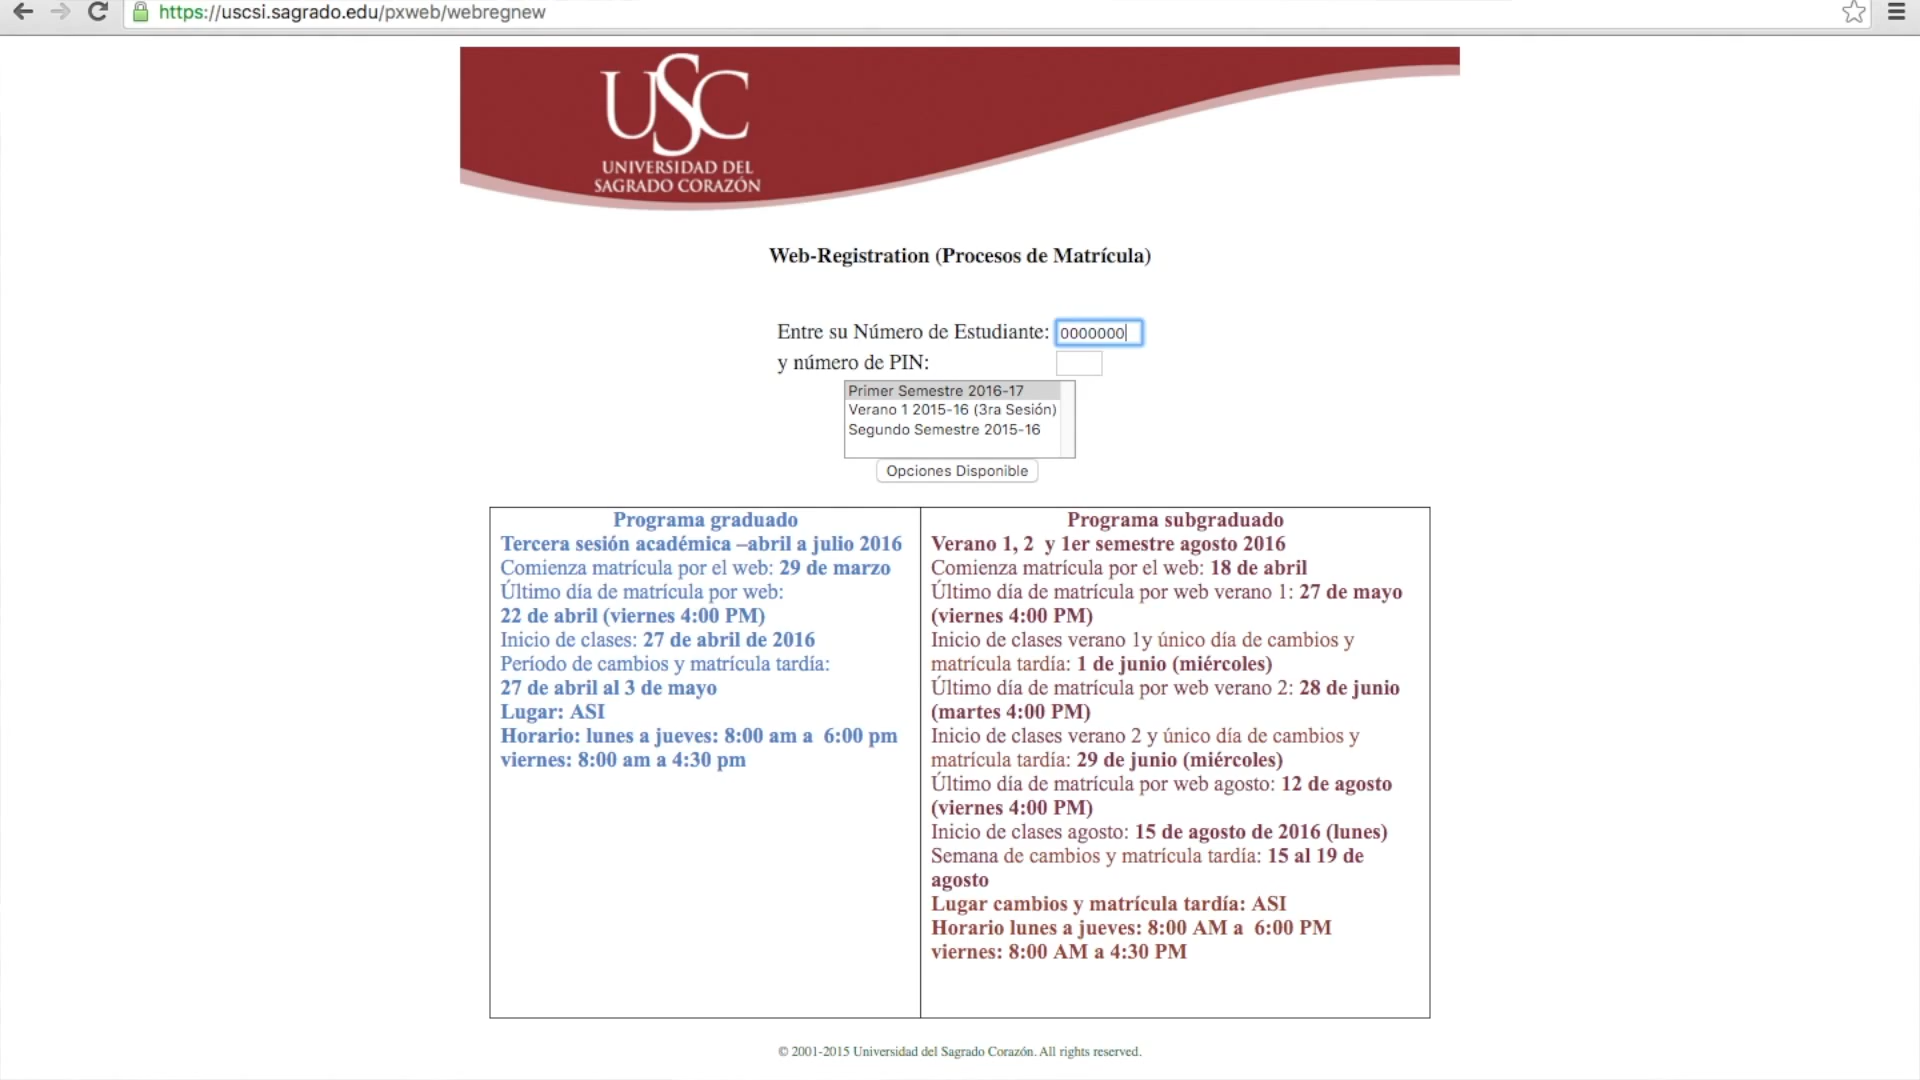 https://uscsi.sagrado.edu/pxweb/webregnew
USC
UNIVERSIDAD DEL
SAGRADO CORAZÓN
Web-Registration (Procesos de Matrícula)
Entre su Número de Estudiante: 0000000
y número de PIN:
Primer Semestre 2016-17
Verano 1 2015-16 (3ra Sesión)
Segundo Semestre 2015-16
Opciones Disponible
Programa graduado
Tercera sesión académica –abril a julio 2016
Comienza matrícula por el web: 29 de marzo
Último día de matrícula por web:
22 de abril (viernes 4:00 PM)
Inicio de clases: 27 de abril de 2016
Período de cambios y matrícula tardía:
27 de abril al 3 de mayo
Lugar: ASI
Horario: lunes a jueves: 8:00 am a  6:00 pm
viernes: 8:00 am a 4:30 pm
Programa subgraduado
Verano 1, 2  y 1er semestre agosto 2016
Comienza matrícula por el web: 18 de abril
Último día de matrícula por web verano 1: 27 de mayo
(viernes 4:00 PM)
Inicio de clases verano 1y único día de cambios y
matrícula tardía: 1 de junio (miércoles)
Último día de matrícula por web verano 2: 28 de junio
(martes 4:00 PM)
Inicio de clases verano 2 y único día de cambios y
matrícula tardía: 29 de junio (miércoles)
Último día de matrícula por web agosto: 12 de agosto
(viernes 4:00 PM)
Inicio de clases agosto: 15 de agosto de 2016 (lunes)
Semana de cambios y matrícula tardía: 15 al 19 de
agosto
Lugar cambios y matrícula tardía: ASI
Horario lunes a jueves: 8:00 AM a  6:00 PM
viernes: 8:00 AM a 4:30 PM
© 2001-2015 Universidad del Sagrado Corazón. All rights reserved.